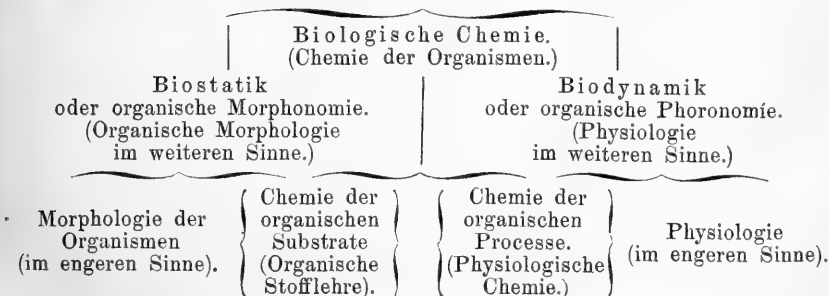 Biologische Chemie.
(Chemie der Organismen.)
Biostatik
oder organische Morphonomie.
(Organische Morphologie
im weiteren Sinne.)
Biodynamik
oder organische Phoronomie.
(Physiologie
im weiteren Sinne.)
Morphologie der
Organismen
(im engeren Sinne).
Chemie der
organischen
Substrate
(Organische
Stofflehre).
Chemie der
organischen
Processe.
(Physiologische
Chemie.)
Physiologie
(im engeren Sinne).